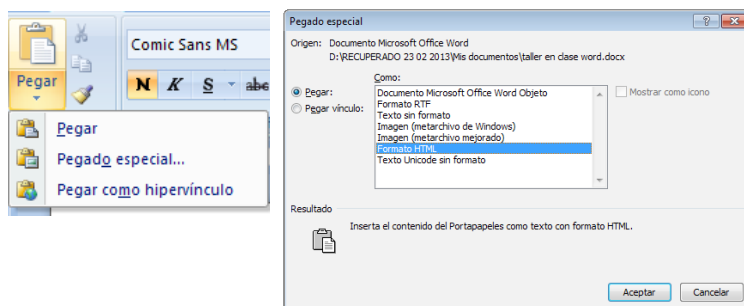 Pegar
Comic Sans MS
N K S abe
Pegar
Pegado especial...
Pegar como hipervínculo
Pegado especial
Origen: Documento Microsoft Office Word
D:\RECUPERADO 23 02 2013\Mis documentos\taller en clase word.docx
Como:
Pegar:
Pegar vínculo:
Documento Microsoft Office Word Objeto
Formato RTF
Texto sin formato
Imagen (metarchivo de Windows)
Imagen (metarchivo mejorado)
Formato HTML
Texto Unicode sin formato
Mostrar como icono
Resultado
Inserta el contenido del Portapapeles como texto con formato HTML.
Aceptar
Cancelar